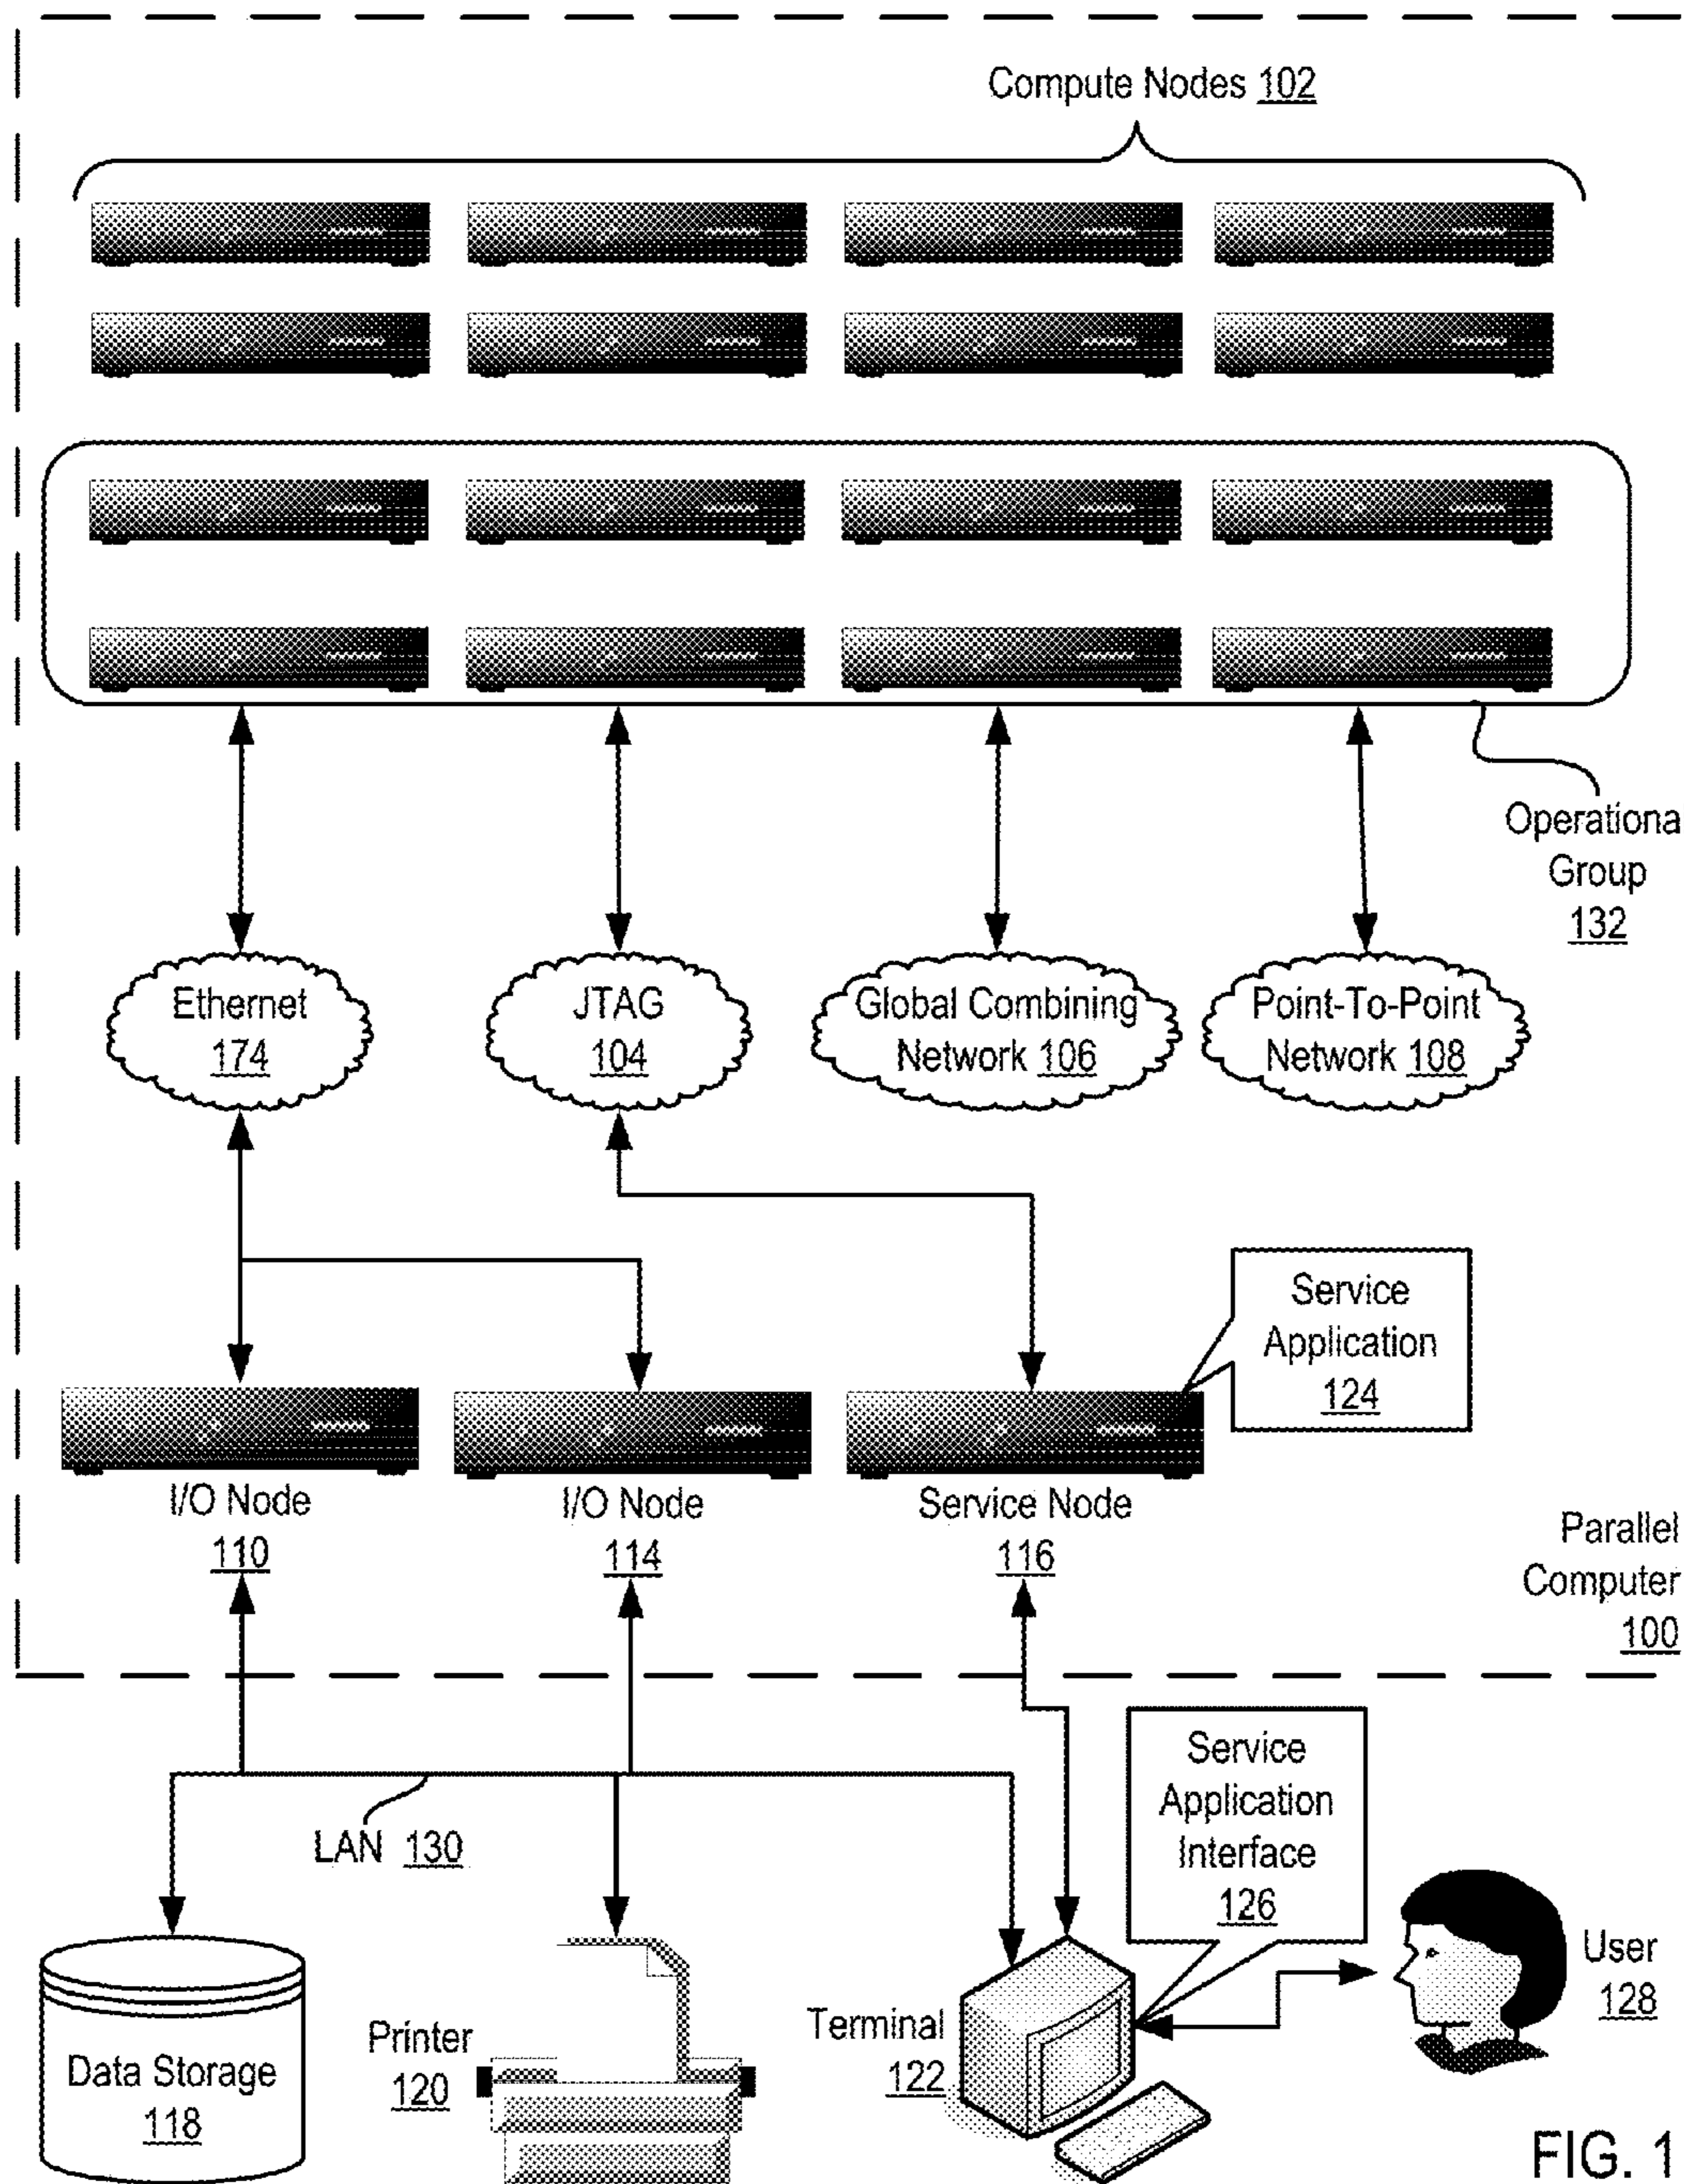 Compute Nodes 102
Operationa
Group
132
Ethernet
174
JTAG
104
Global Combining
Network 106
Point-To-Point
Network 108
Service
Application
124
I/O Node
110
I/O Node
114
Service Node
116
Parallel
Computer
100
LAN 130
Service
Application
Interface
126
Data Storage
118
Printer
120
Terminal
122
User
128
FIG. 1